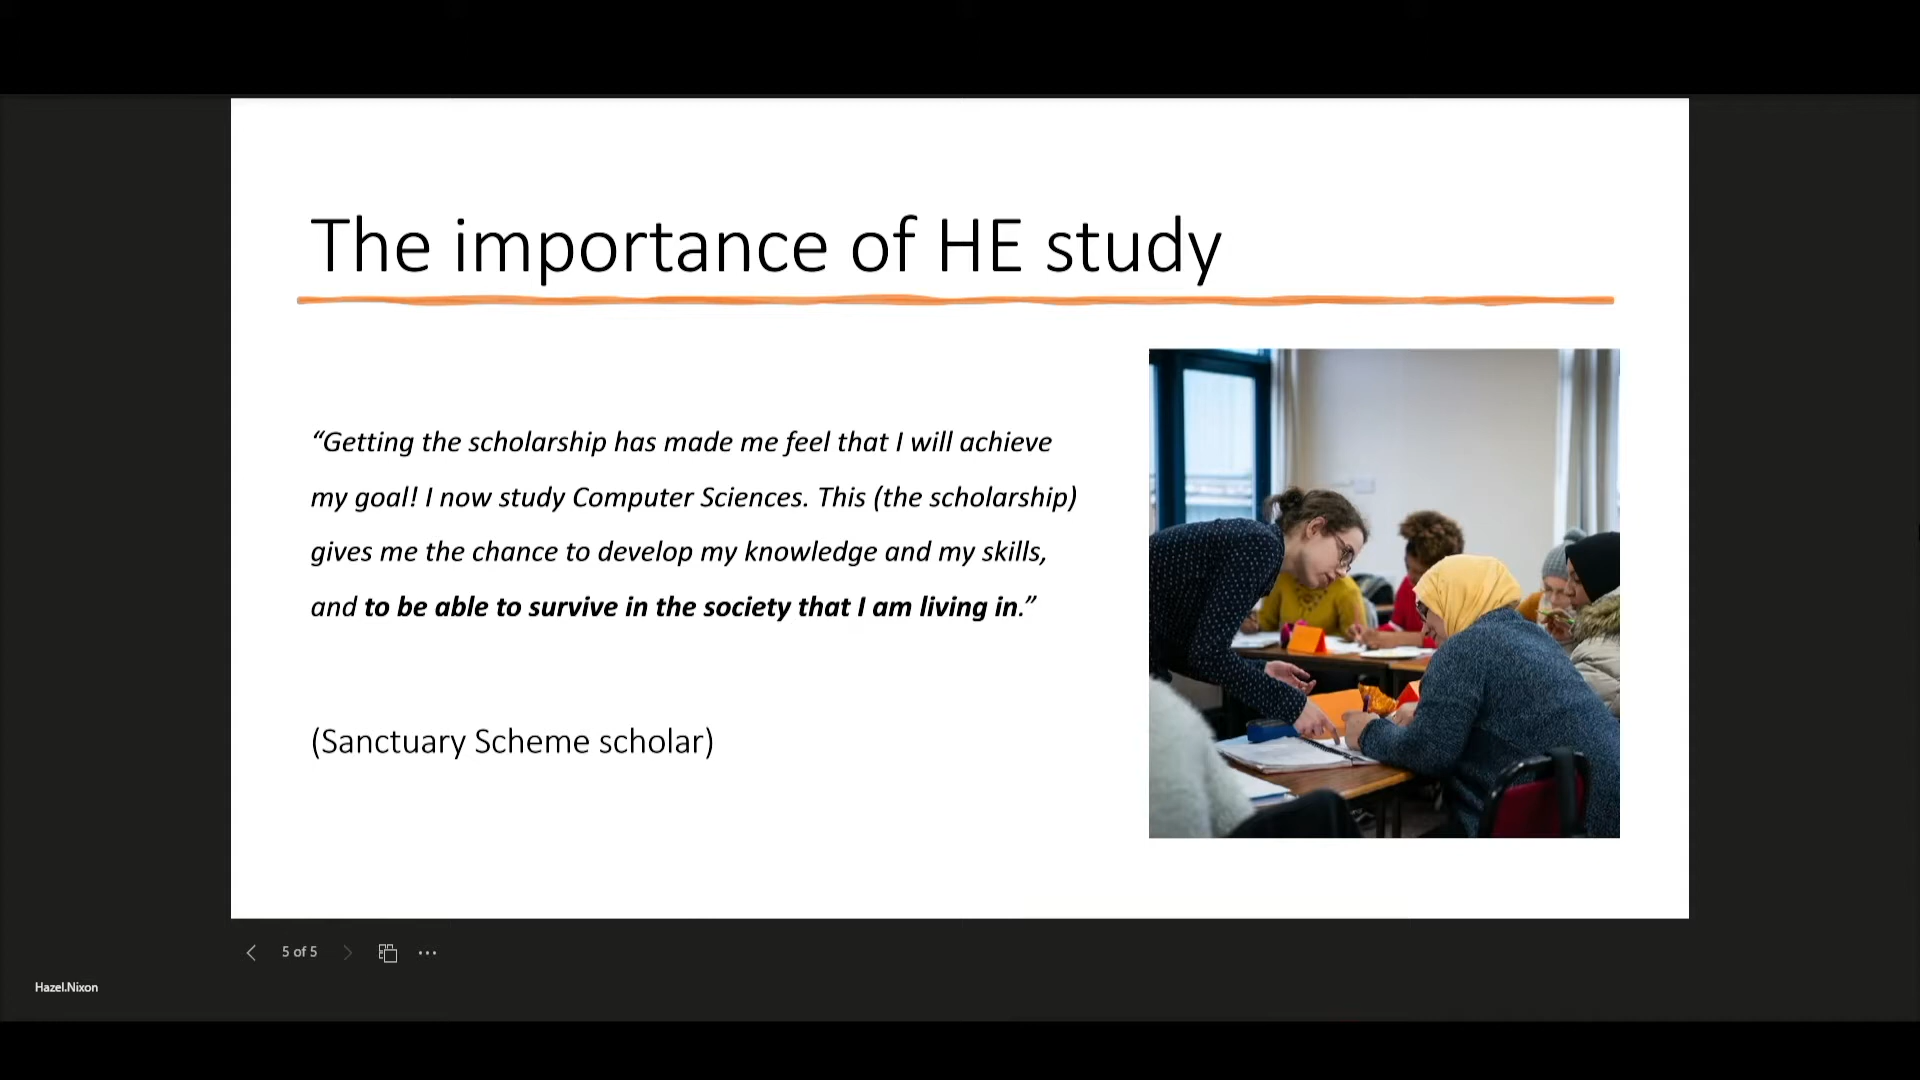 The importance of HE study
“Getting the scholarship has made me feel that I will achieve
my goal! I now study Computer Sciences. This (the scholarship)
gives me the chance to develop my knowledge and my skills,
and to be able to survive in the society that I am living in.”
(Sanctuary Scheme scholar)
5 of 5
Hazel.Nixon